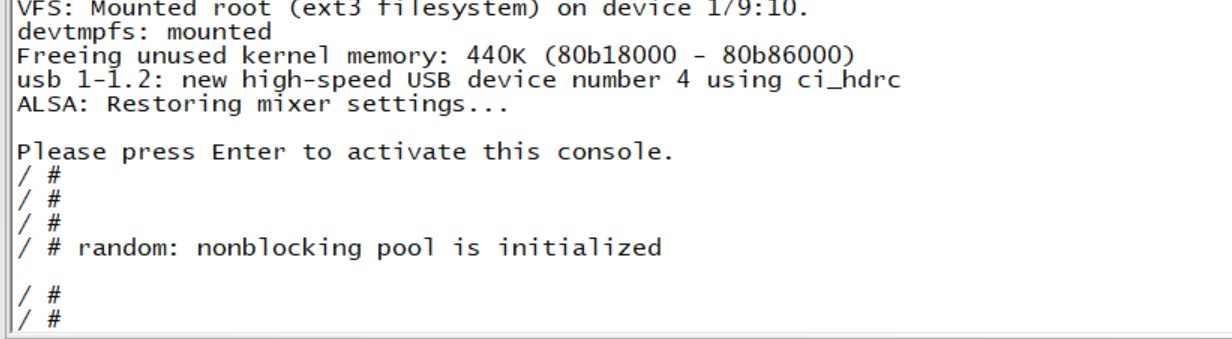 VFS: Mounted root (ext3 filesystem) on device 179:10.
devtmpfs: mounted
Freeing unused kernel memory: 440K (80b18000 - 80b86000)
usb 1-1.2: new high-speed USB device number 4 using ci_hdrc
ALSA: Restoring mixer settings...
Please press Enter to activate this console.
/ #
/ #
/ #
/ # random: nonblocking pool is initialized
/ #
/ #